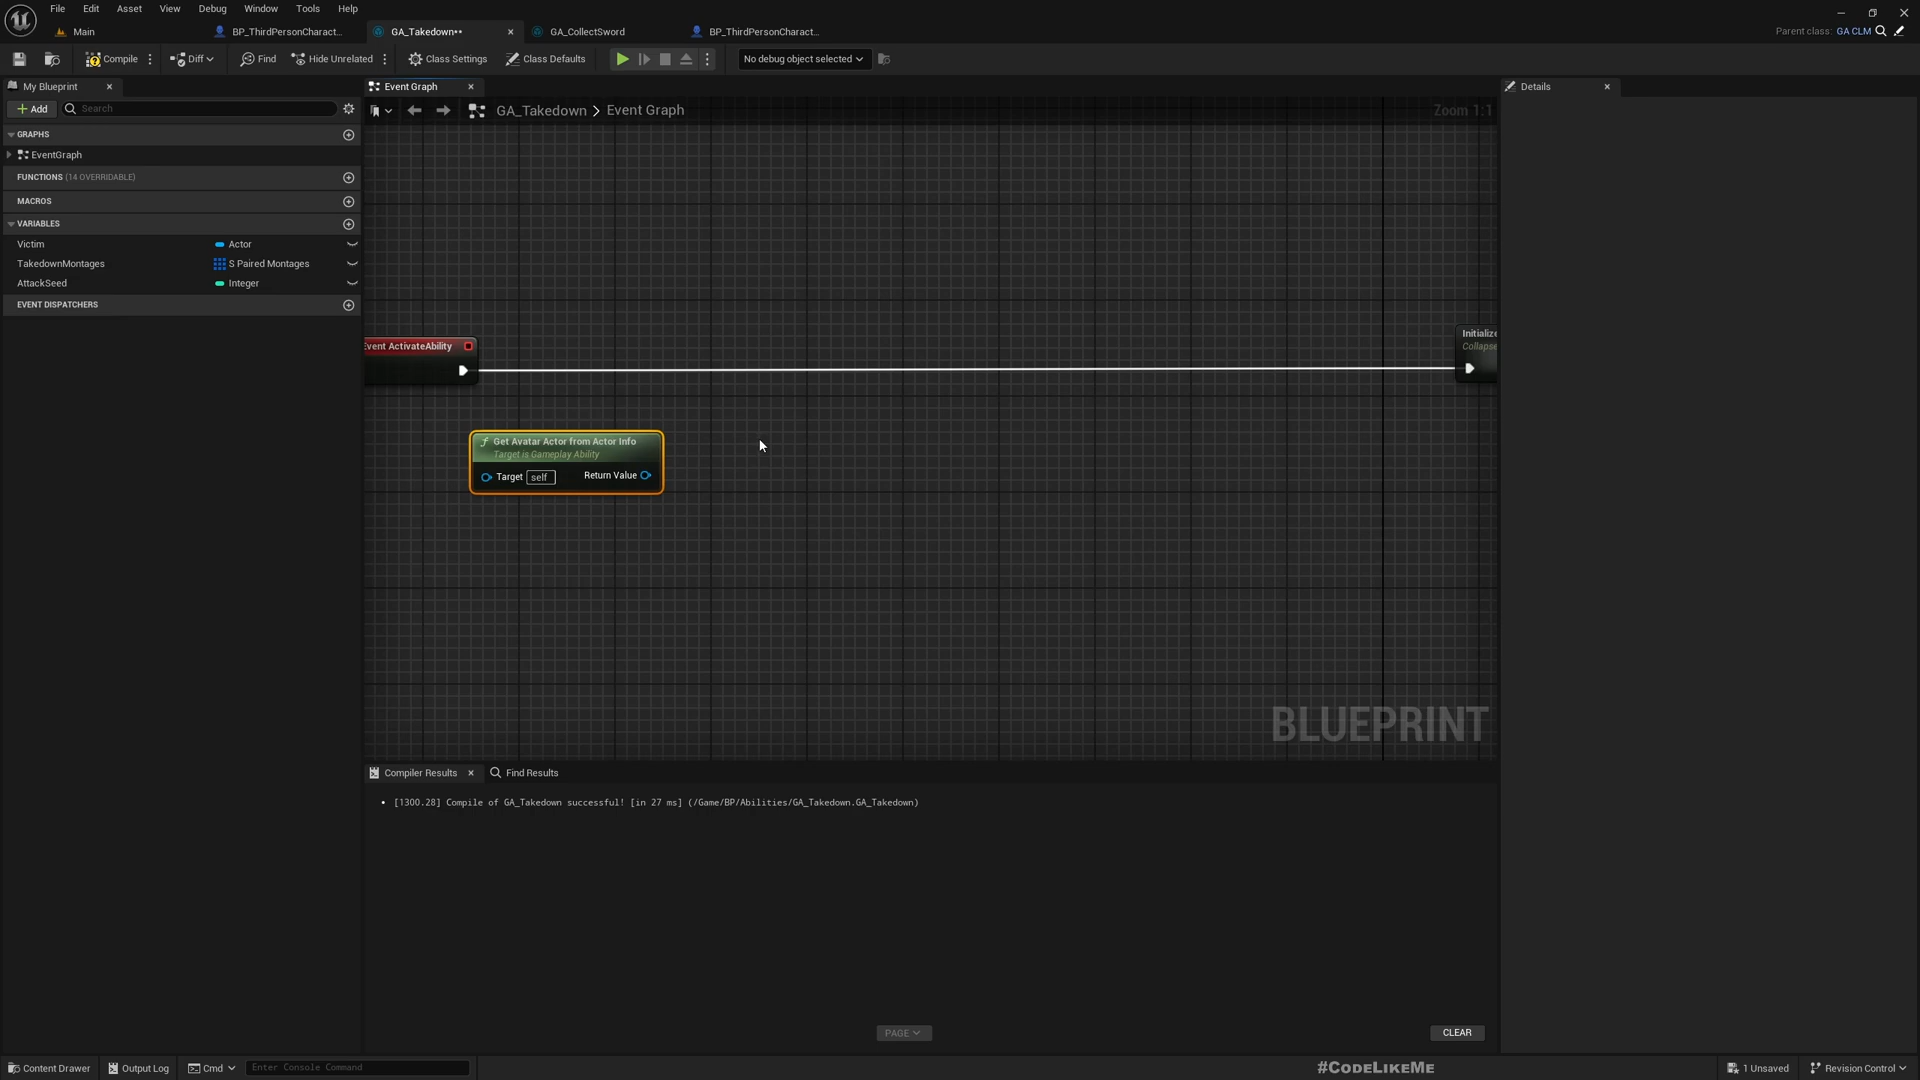 File Edit Asset View Debug Window Tools Help
Main BP_ThirdPersonCharact... GA_Takedown•• GA_CollectSword BP_ThirdPersonCharact... Parent class: GA CLM
Compile Diff Find Hide Unrelated Class Settings Class Defaults No debug object selected
My Blueprint Event Graph Details
Add Search GA_Takedown > Event Graph Zoom 1:1
GRAPHS
EventGraph
FUNCTIONS (14 OVERRIDABLE)
MACROS
VARIABLES
Victim Actor
TakedownMontages S Paired Montages
AttackSeed Integer
EVENT DISPATCHERS
Event ActivateAbility
Initialize
Collapse
Get Avatar Actor from Actor Info
Target is Gameplay Ability
Target self Return Value
BLUEPRINT
Compiler Results Find Results
• [1300.28] Compile of GA_Takedown successful! [in 27 ms] (/Game/BP/Abilities/GA_Takedown.GA_Takedown)
PAGE CLEAR
Content Drawer Output Log Cmd Enter Console Command #CODELIKEME 1 Unsaved Revision Control